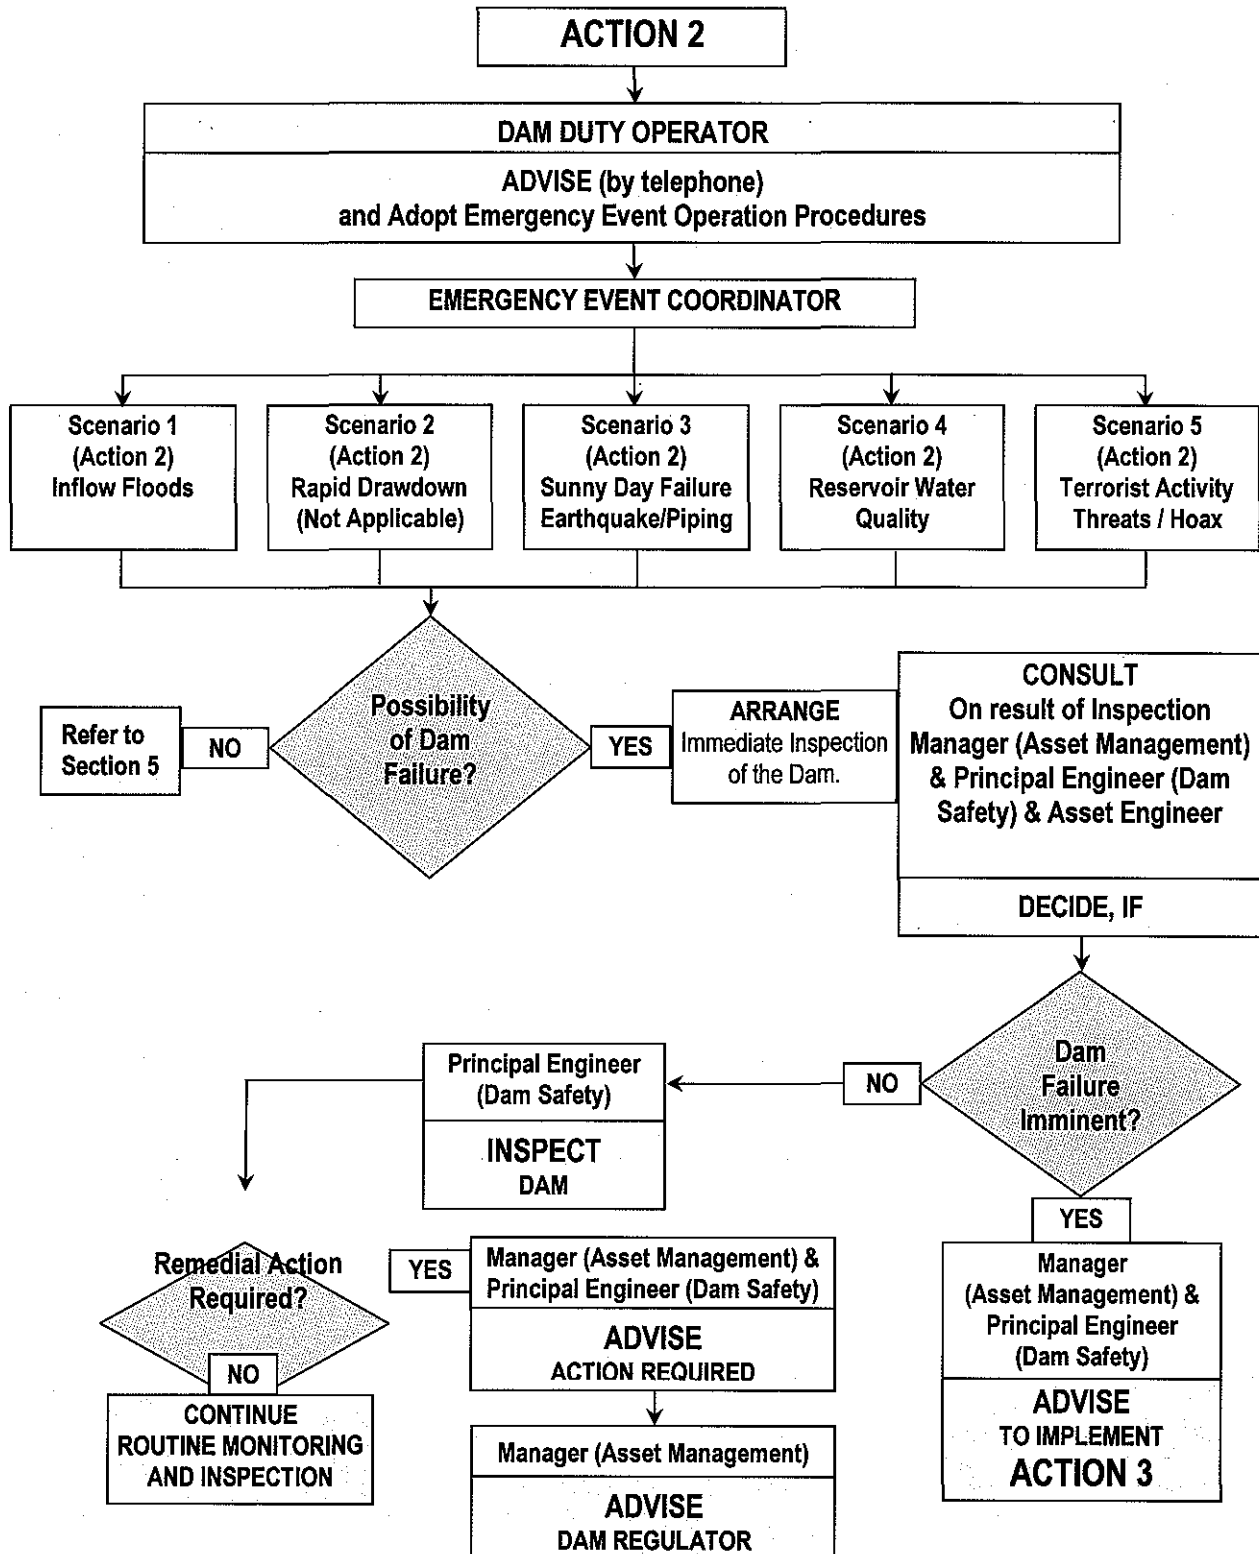 ACTION 2
DAM DUTY OPERATOR
ADVISE (by telephone)
and Adopt Emergency Event Operation Procedures
EMERGENCY EVENT COORDINATOR
Scenario 1
(Action 2)
Inflow Floods
Scenario 2
(Action 2)
Rapid Drawdown
(Not Applicable)
Scenario 3
(Action 2)
Sunny Day Failure
Earthquake/Piping
Scenario 4
(Action 2)
Reservoir Water
Quality
Scenario 5
(Action 2)
Terrorist Activity
Threats / Hoax
Refer to
Section 5
NO
Possibility
of Dam
Failure?
YES
ARRANGE
Immediate Inspection
of the Dam.
CONSULT
On result of Inspection
Manager (Asset Management)
& Principal Engineer (Dam
Safety) & Asset Engineer
DECIDE, IF
Dam
Failure
Imminent?
NO
Principal Engineer
(Dam Safety)
INSPECT
DAM
YES
Manager
(Asset Management) &
Principal Engineer
(Dam Safety)
ADVISE
TO IMPLEMENT
ACTION 3
Remedial Action
Required?
YES
Manager (Asset Management) &
Principal Engineer (Dam Safety)
ADVISE
ACTION REQUIRED
NO
CONTINUE
ROUTINE MONITORING
AND INSPECTION
Manager (Asset Management)
ADVISE
DAM REGULATOR